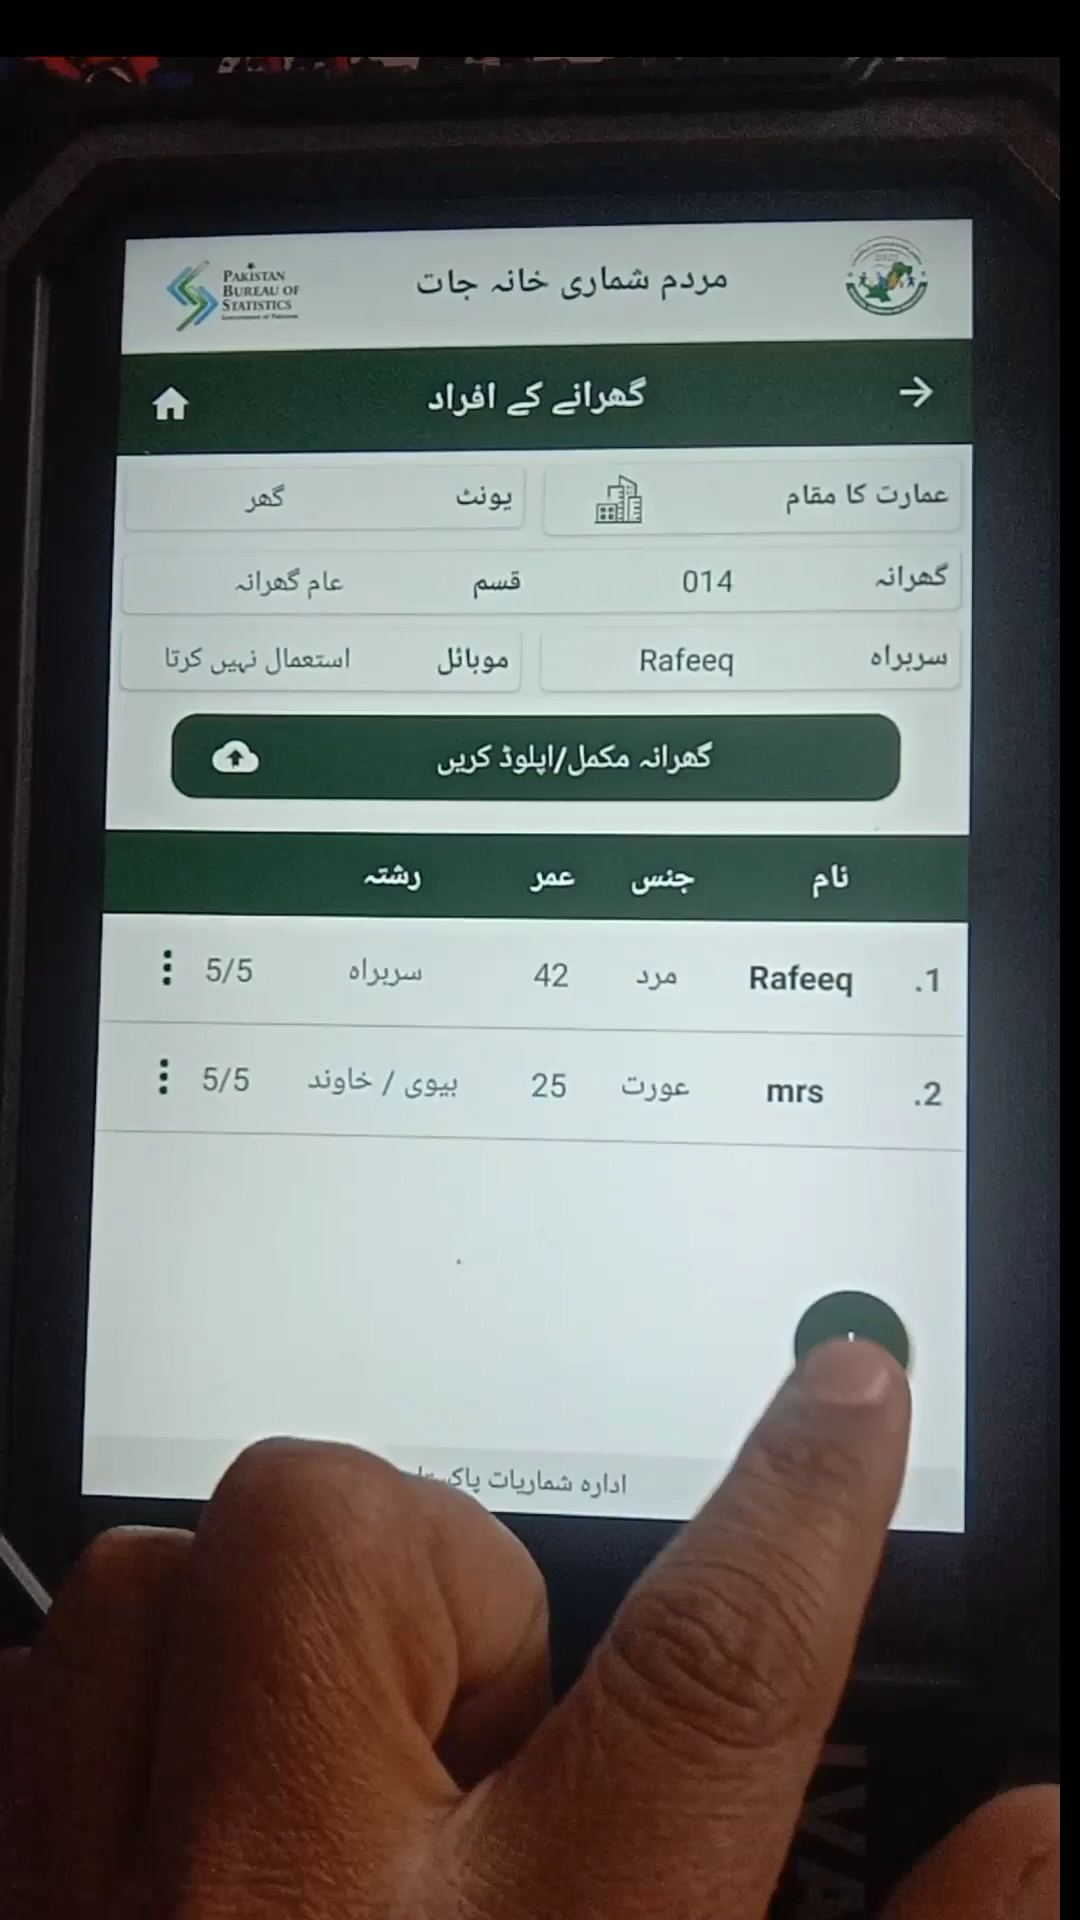 PAKISTAN
BUREAU OF
STATISTICS
مردم شماری خانہ جات
گھرانے کے افراد
عمارت کا مقام
یونٹ گھر
گھرانہ 014 قسم عام گھرانہ
سربراہ Rafeeq
موبائل استعمال نہیں کرتا
گھرانہ مکمل/اپلوڈ کریں
نام جنس عمر رشتہ
1. Rafeeq مرد 42 سربراہ 5/5
2. mrs عورت 25 بیوی / خاوند 5/5
ادارہ شماریات